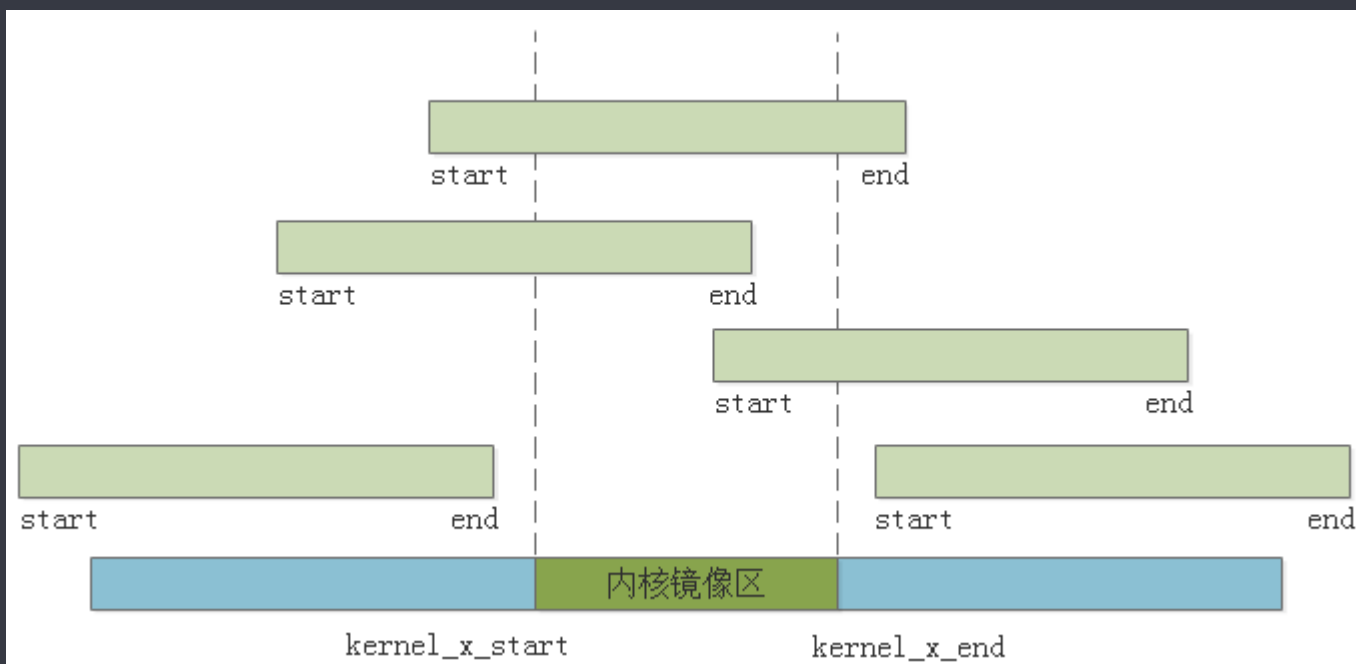 start end
start end
start end
start end start end
内核镜像区
kernel_x_start kernel_x_end